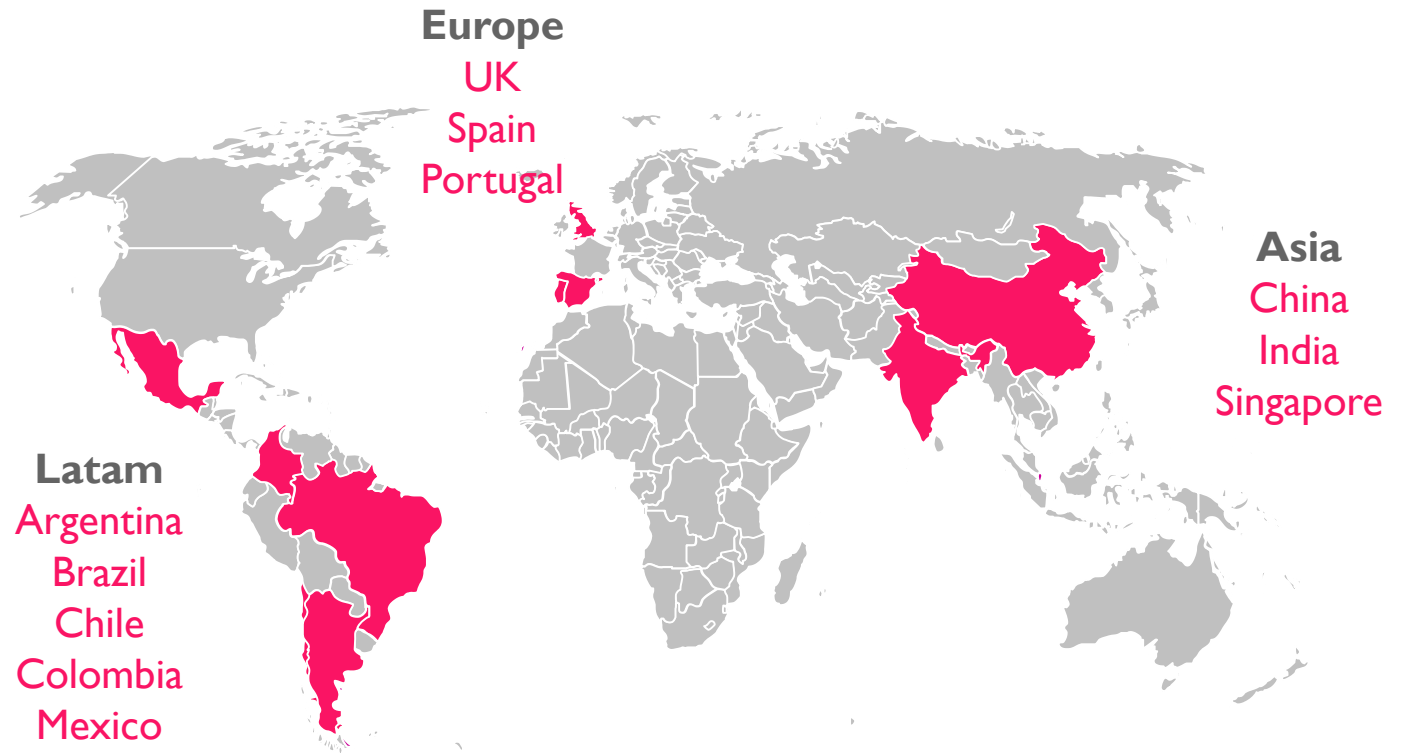 Europe
UK
Spain
Portugal
Asia
China
India
Singapore
Latam
Argentina
Brazil
Chile
Colombia
Mexico